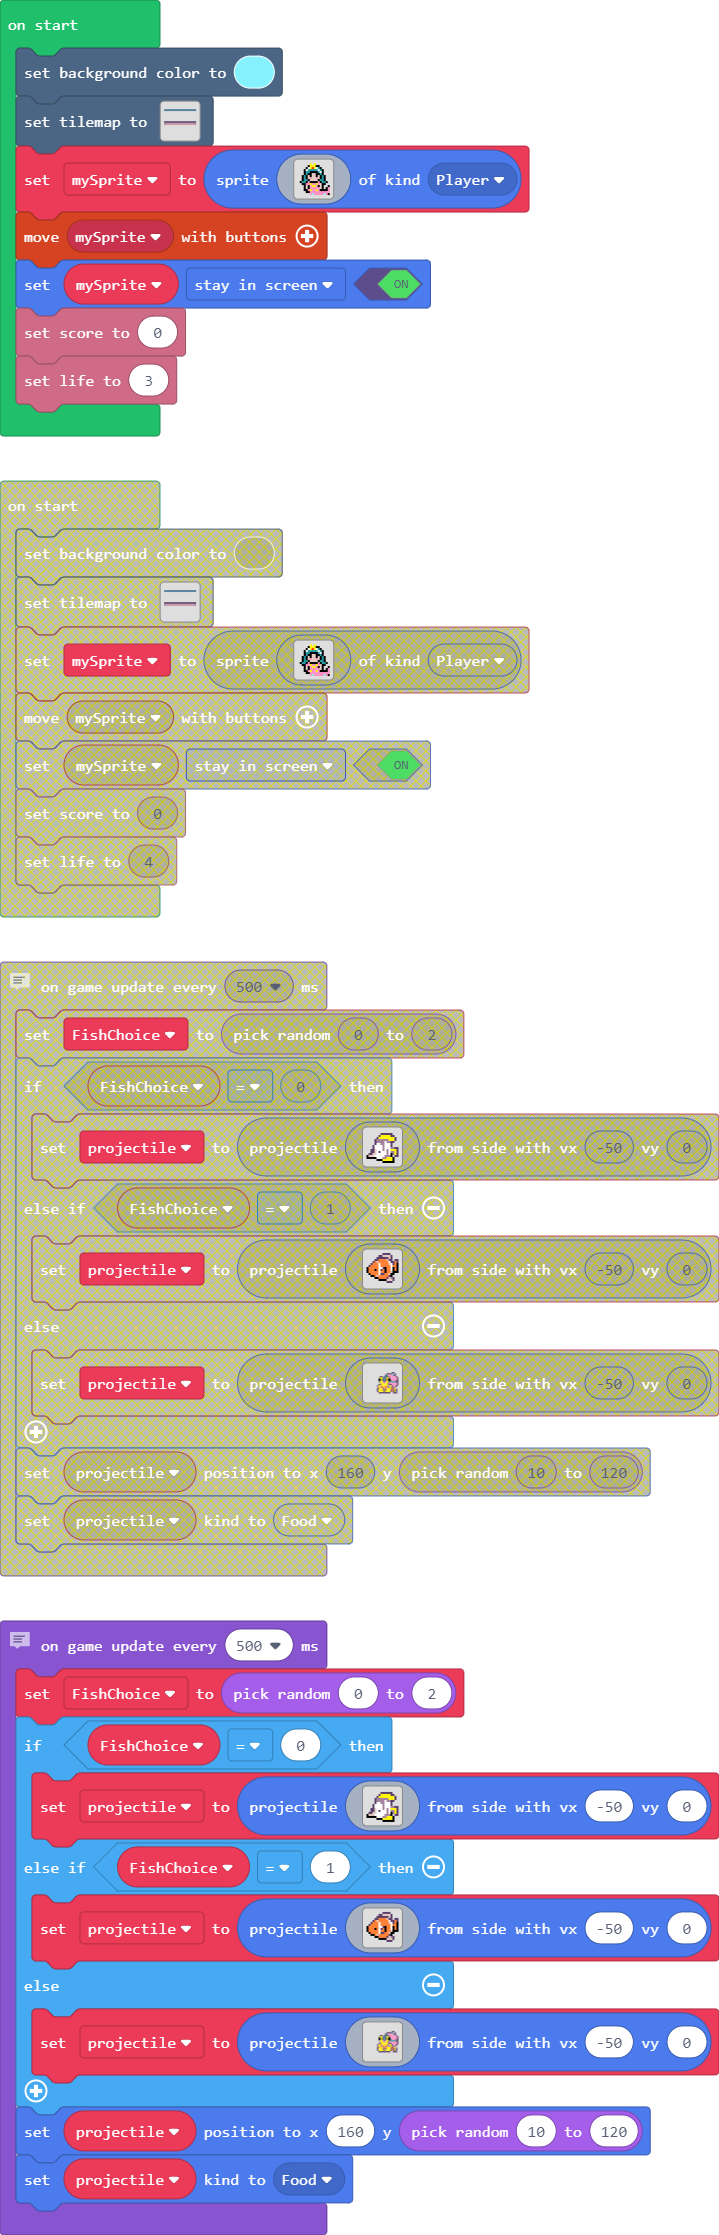 on start
set background color to
set tilemap to
set mySprite to sprite of kind Player
move mySprite with buttons
set mySprite stay in screen ON
set score to 0
set life to 3
on start
set background color to
set tilemap to
set mySprite to sprite of kind Player
move mySprite with buttons
set mySprite stay in screen ON
set score to 0
set life to 4
on game update every 500 ms
set FishChoice to pick random 0 to 2
if FishChoice = 0 then
set projectile to projectile from side with vx -50 vy 0
else if FishChoice = 1 then
set projectile to projectile from side with vx -50 vy 0
else
set projectile to projectile from side with vx -50 vy 0
set projectile position to x 160 y pick random 10 to 120
set projectile kind to Food
on game update every 500 ms
set FishChoice to pick random 0 to 2
if FishChoice = 0 then
set projectile to projectile from side with vx -50 vy 0
else if FishChoice = 1 then
set projectile to projectile from side with vx -50 vy 0
else
set projectile to projectile from side with vx -50 vy 0
set projectile position to x 160 y pick random 10 to 120
set projectile kind to Food